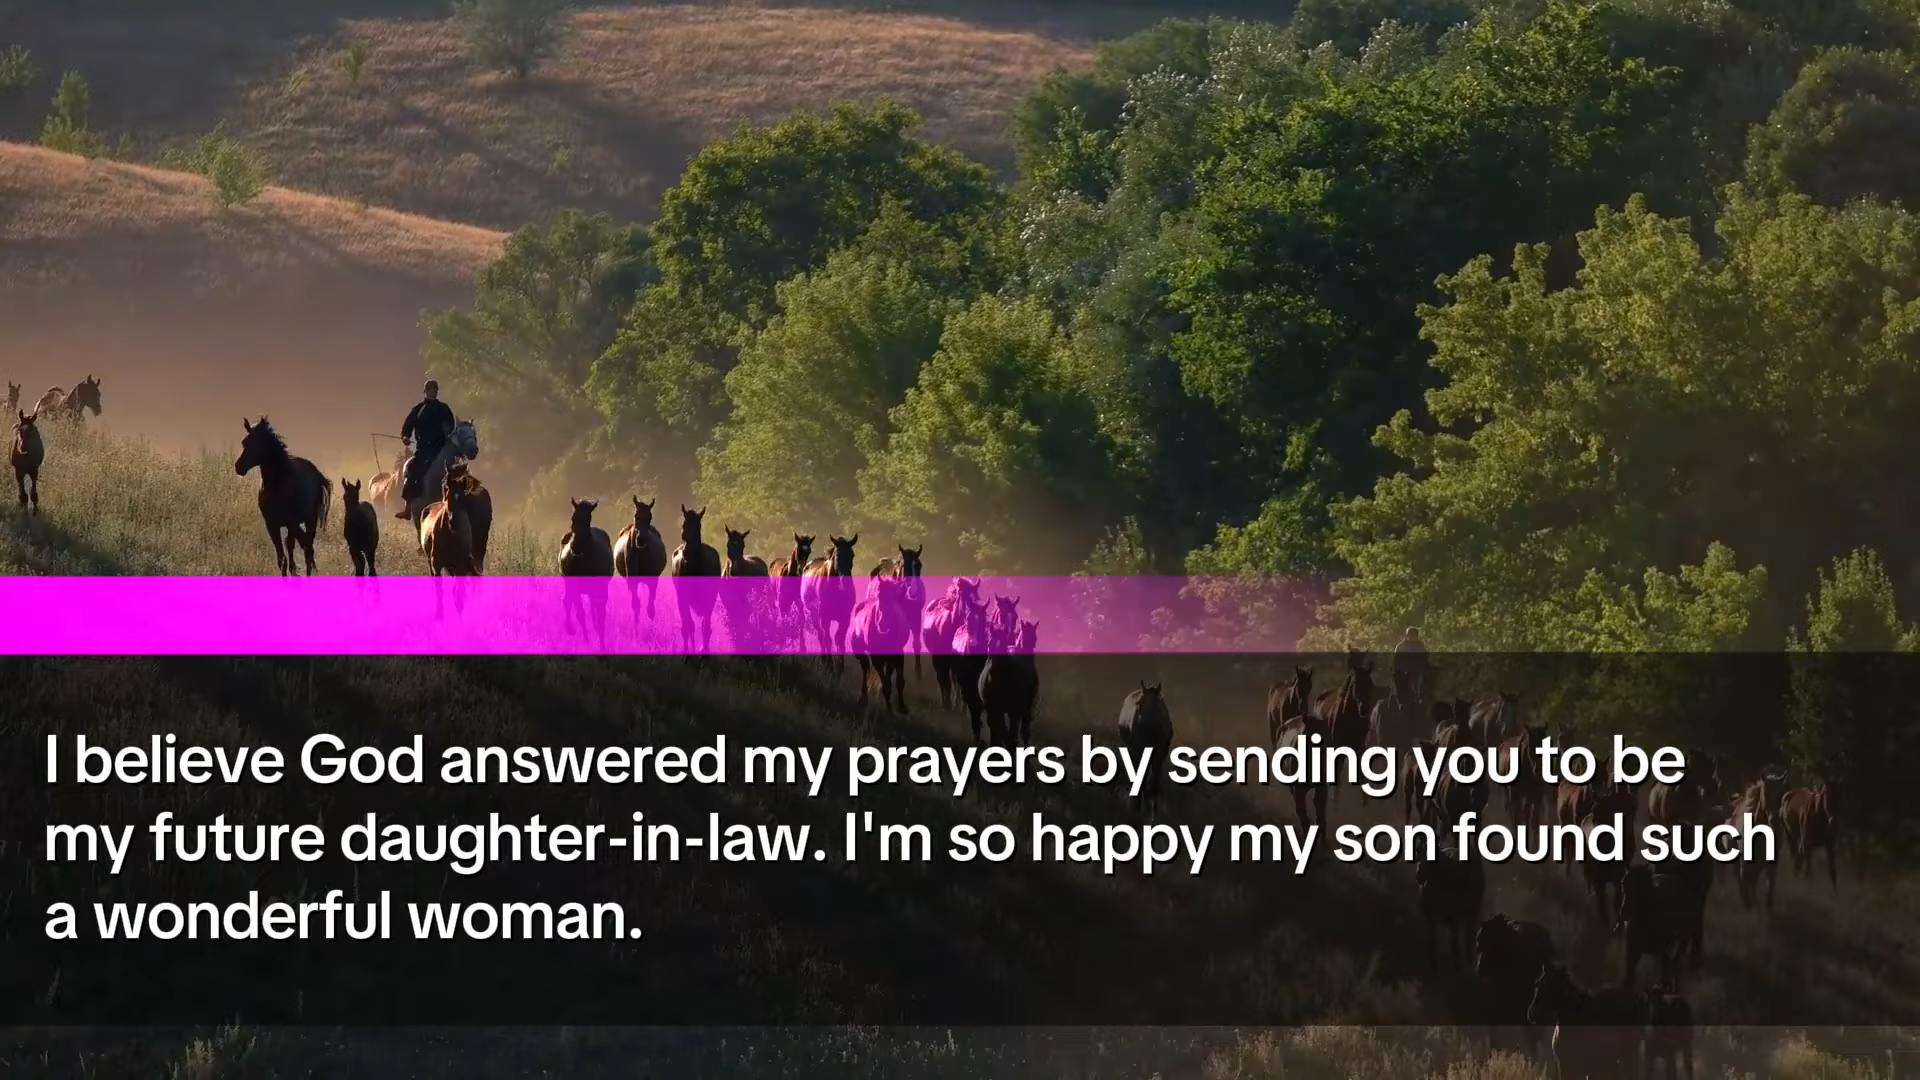 I believe God answered my prayers by sending you to be
my future daughter-in-law. I'm so happy my son found such
a wonderful woman.